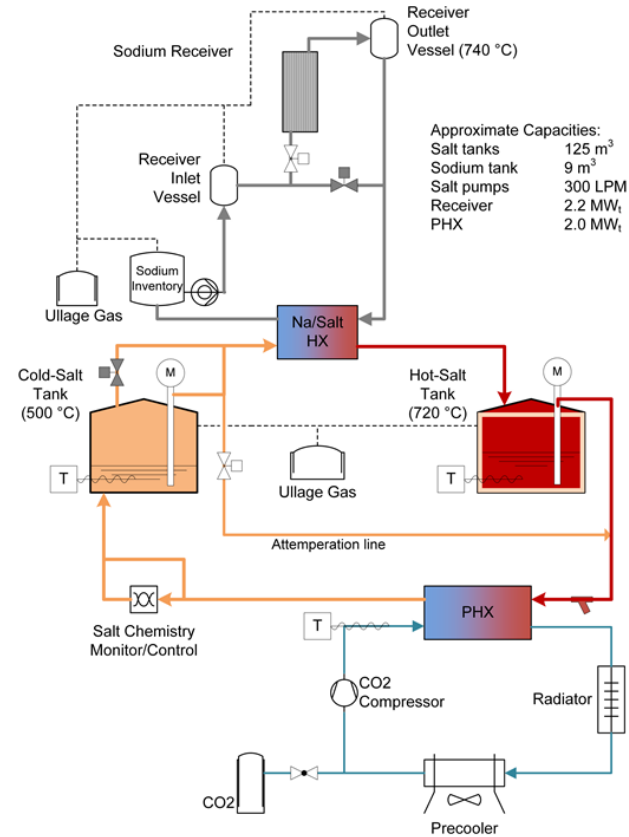 Sodium Receiver
Receiver
Outlet
Vessel (740 °C)
Receiver
Inlet
Vessel
Approximate Capacities:
Salt tanks 125 m³
Sodium tank 9 m³
Salt pumps 300 LPM
Receiver 2.2 MWₜ
PHX 2.0 MWₜ
Sodium
Inventory
Ullage Gas
Na/Salt
HX
Cold-Salt
Tank
(500 °C)
M
Hot-Salt
Tank
(720 °C)
M
T
Ullage Gas
T
Attemperation line
Salt Chemistry
Monitor/Control
T
PHX
CO2
Compressor
Radiator
CO2
Precooler